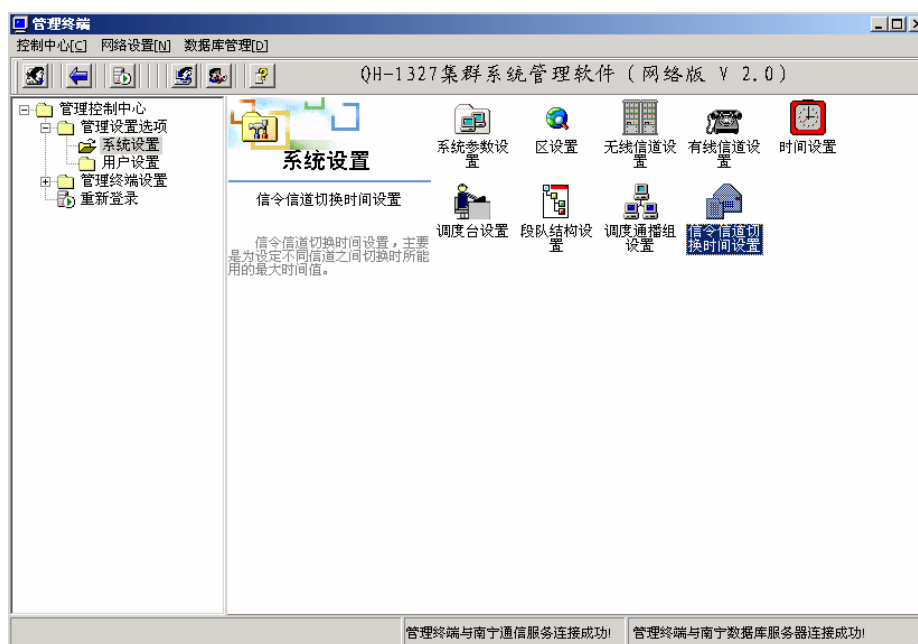 管理终端
控制中心[C] 网络设置[N] 数据库管理[D]
QH-1327集群系统管理软件(网络版 V 2.0)
管理控制中心
管理设置选项
系统设置
用户设置
管理终端设置
重新登录
系统设置
信令信道切换时间设置
信令信道切换时间设置,主要
是为设定不同信道之间切换时所能
用的最大时间值。
系统参数设
置
区设置
无线信道设
置
有线信道设
置
时间设置
调度台设置
段队结构设
置
调度通播组
设置
信令信道切
换时间设置
管理终端与南宁通信服务连接成功!
管理终端与南宁数据库服务器连接成功!